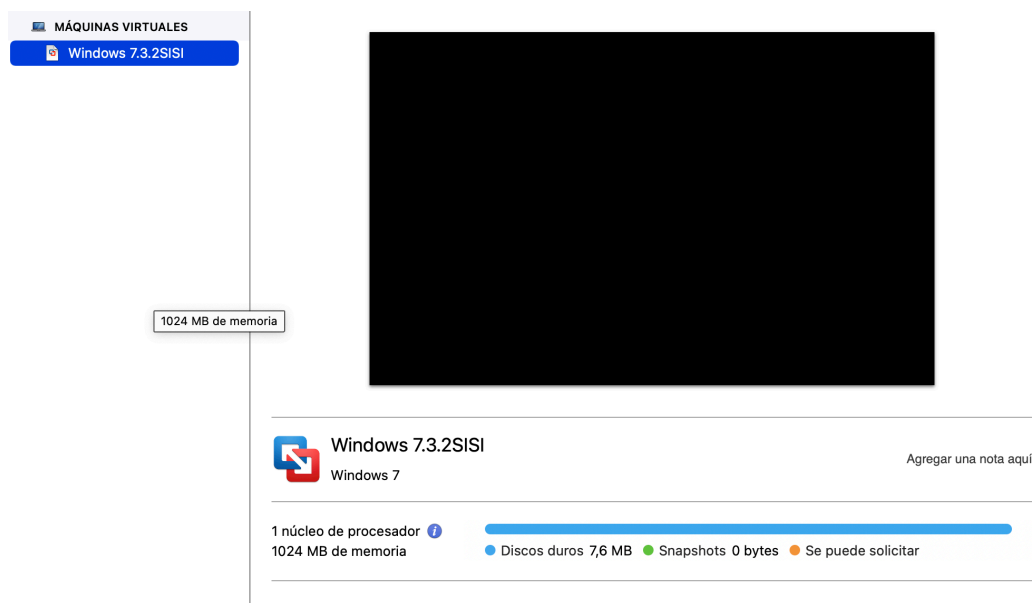 MÁQUINAS VIRTUALES
Windows 7.3.2SISI
1024 MB de memoria
Windows 7.3.2SISI
Windows 7
Agregar una nota aquí
1 núcleo de procesador i
1024 MB de memoria
Discos duros 7,6 MB Snapshots 0 bytes Se puede solicitar